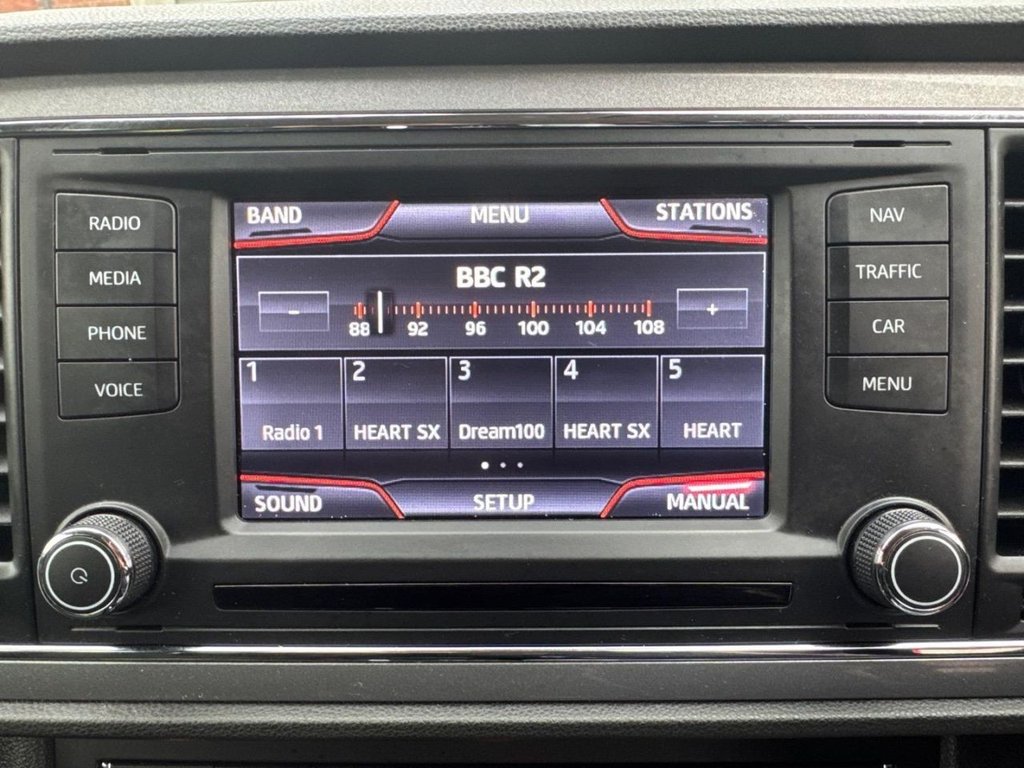 RADIO
MEDIA
PHONE
VOICE
BAND MENU STATIONS
BBC R2
- +
88 92 96 100 104 108
1 2 3 4 5
Radio 1 HEART SX Dream100 HEART SX HEART
SOUND SETUP MANUAL
NAV
TRAFFIC
CAR
MENU